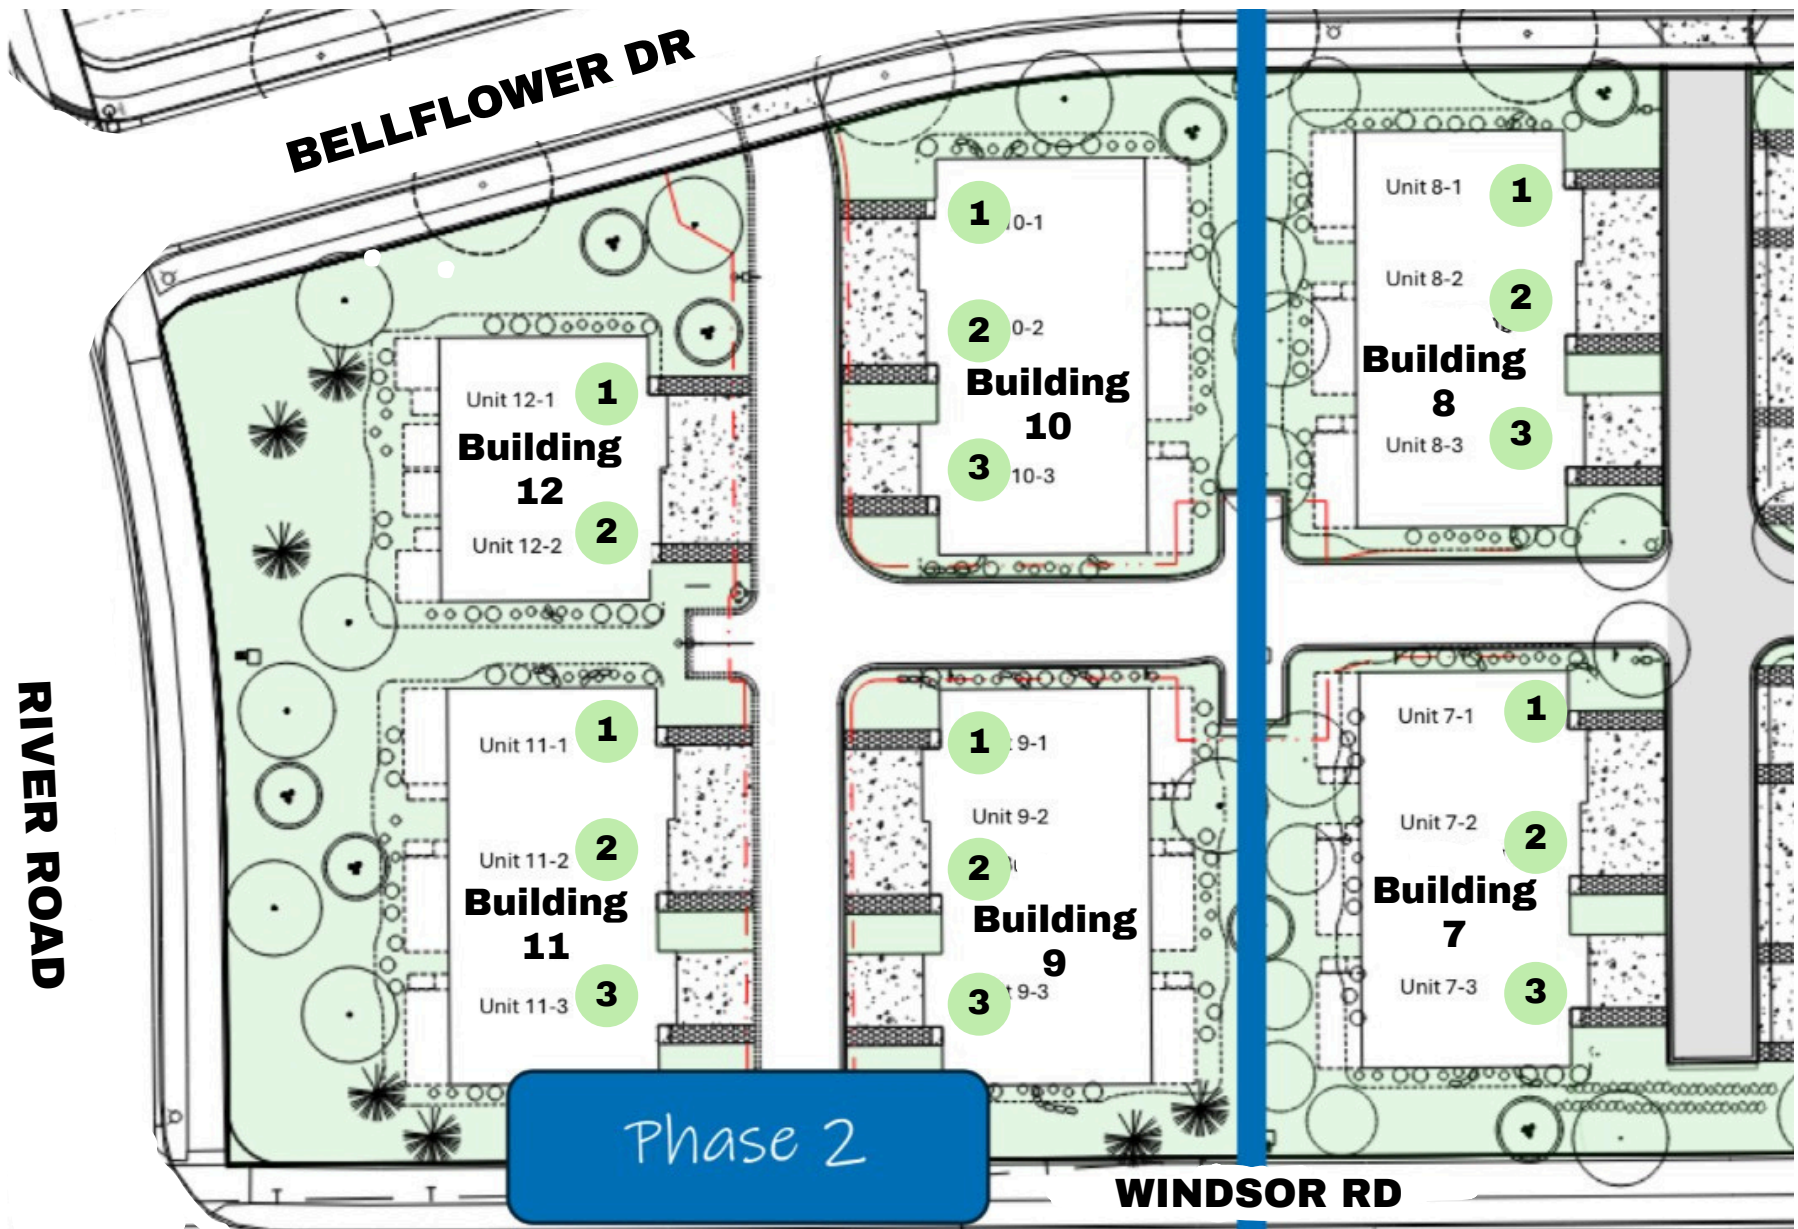 BELLFLOWER DR
RIVER ROAD
Unit 12-1
1
Building
12
Unit 12-2
2
Unit 11-1
1
Unit 11-2
2
Building
11
Unit 11-3
3
1
0-1
2
0-2
Building
10
3
10-3
1
9-1
Unit 9-2
2
Building
9
3
9-3
Unit 8-1
1
Unit 8-2
2
Building
8
Unit 8-3
3
Unit 7-1
1
Unit 7-2
2
Building
7
Unit 7-3
3
Phase 2
WINDSOR RD